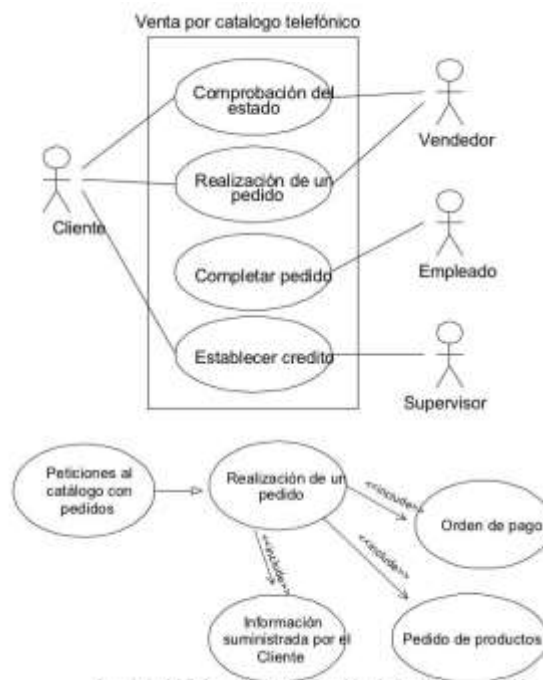 Venta por catalogo telefónico
Comprobación del
estado
Vendedor
Realización de un
pedido
Cliente
Completar pedido
Empleado
Establecer credito
Supervisor
Peticiones al
catálogo con
pedidos
Realización de un
pedido
<<include>>
Orden de pago
<<include>>
<<include>>
Información
suministrada por el
Cliente
Pedido de productos